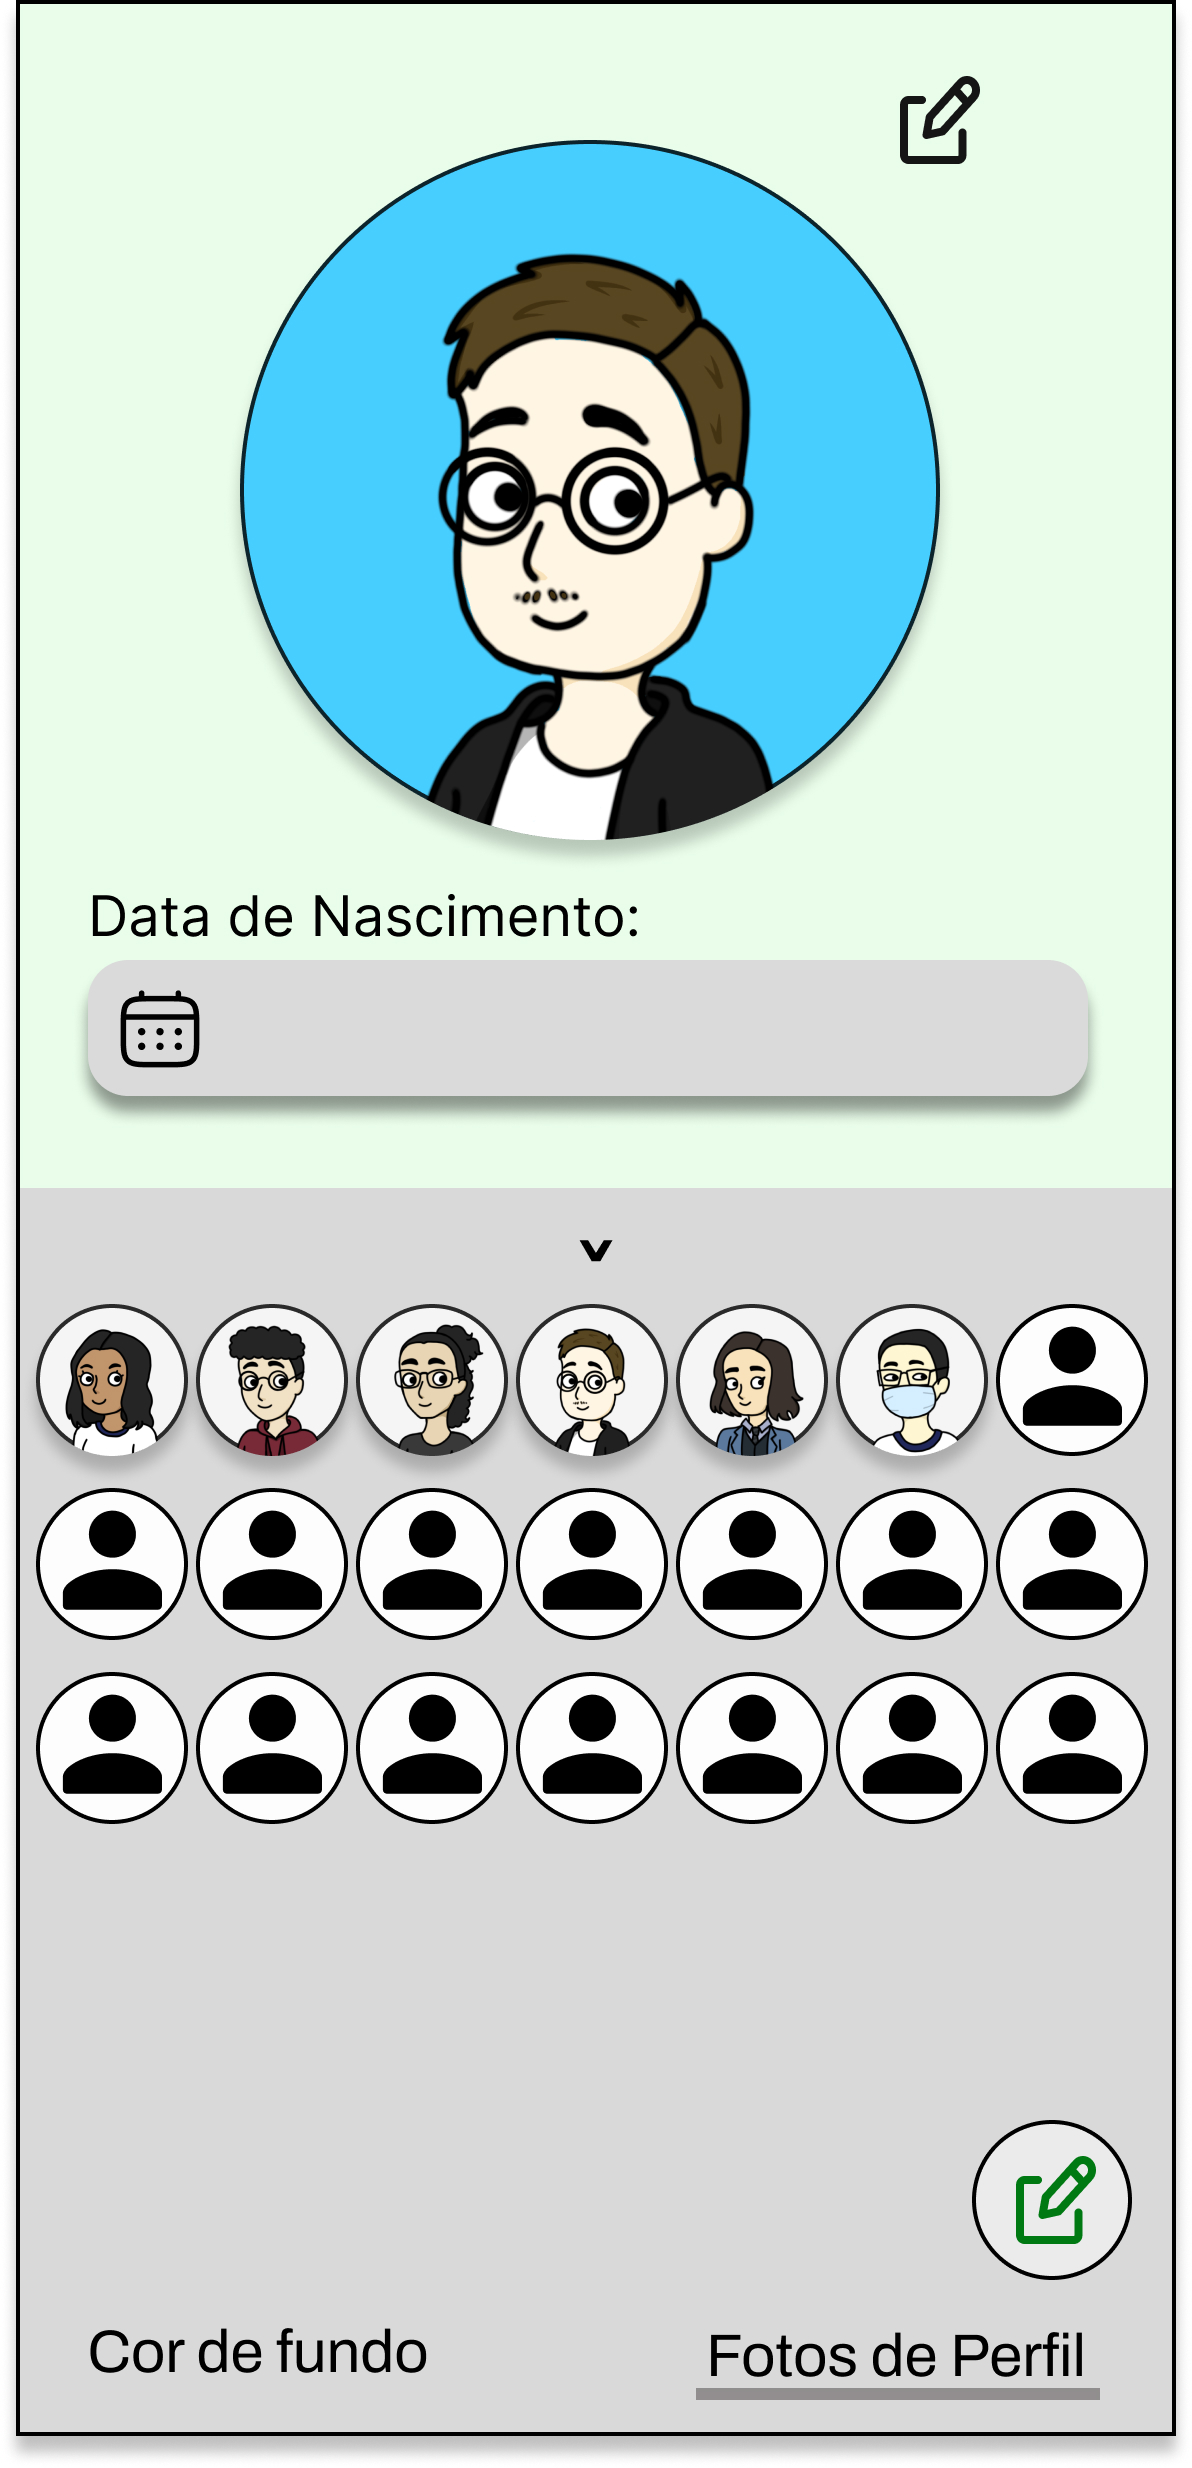 Data de Nascimento:
Cor de fundo
Fotos de Perfil